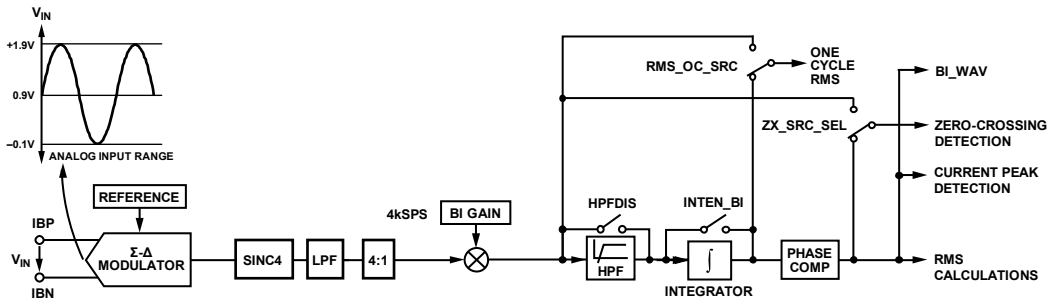 VIN
+1.9V
0.9V
–0.1V
ANALOG INPUT RANGE
REFERENCE
IBP
VIN
IBN
Σ-Δ
MODULATOR
SINC4
LPF
4:1
4kSPS
BI GAIN
HPFDIS
HPF
INTEN_BI
∫
INTEGRATOR
PHASE
COMP
RMS_OC_SRC
ONE
CYCLE
RMS
ZX_SRC_SEL
BI_WAV
ZERO-CROSSING
DETECTION
CURRENT PEAK
DETECTION
RMS
CALCULATIONS